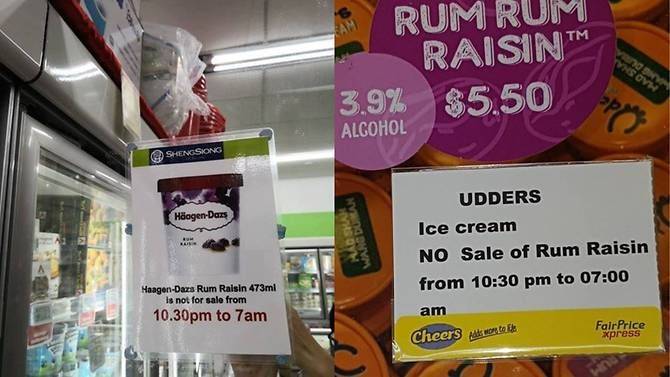 SHENG SIONG
Häagen-Dazs
RUM
RAISIN
Haagen-Dazs Rum Raisin 473ml
is not for sale from
10.30pm to 7am
RUM RUM
RAISIN™
3.9%
ALCOHOL
$5.50
UDDERS
Ice cream
NO Sale of Rum Raisin
from 10:30 pm to 07:00
am
Cheers Adds more to life
FairPrice
xpress